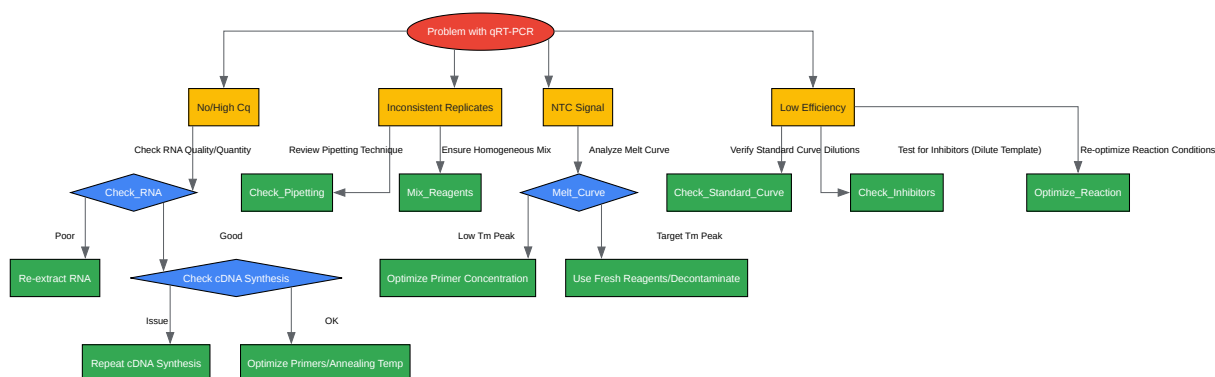 Problem with qRT-PCR
No/High Cq
Inconsistent Replicates
NTC Signal
Low Efficiency
Check RNA Quality/Quantity
Review Pipetting Technique
Ensure Homogeneous Mix
Analyze Melt Curve
Verify Standard Curve Dilutions
Test for Inhibitors (Dilute Template)
Re-optimize Reaction Conditions
Check_RNA
Check_Pipetting
Mix_Reagents
Melt_Curve
Check_Standard_Curve
Check_Inhibitors
Optimize_Reaction
Poor
Good
Low Tm Peak
Target Tm Peak
Re-extract RNA
Check cDNA Synthesis
Optimize Primer Concentration
Use Fresh Reagents/Decontaminate
Issue
OK
Repeat cDNA Synthesis
Optimize Primers/Annealing Temp